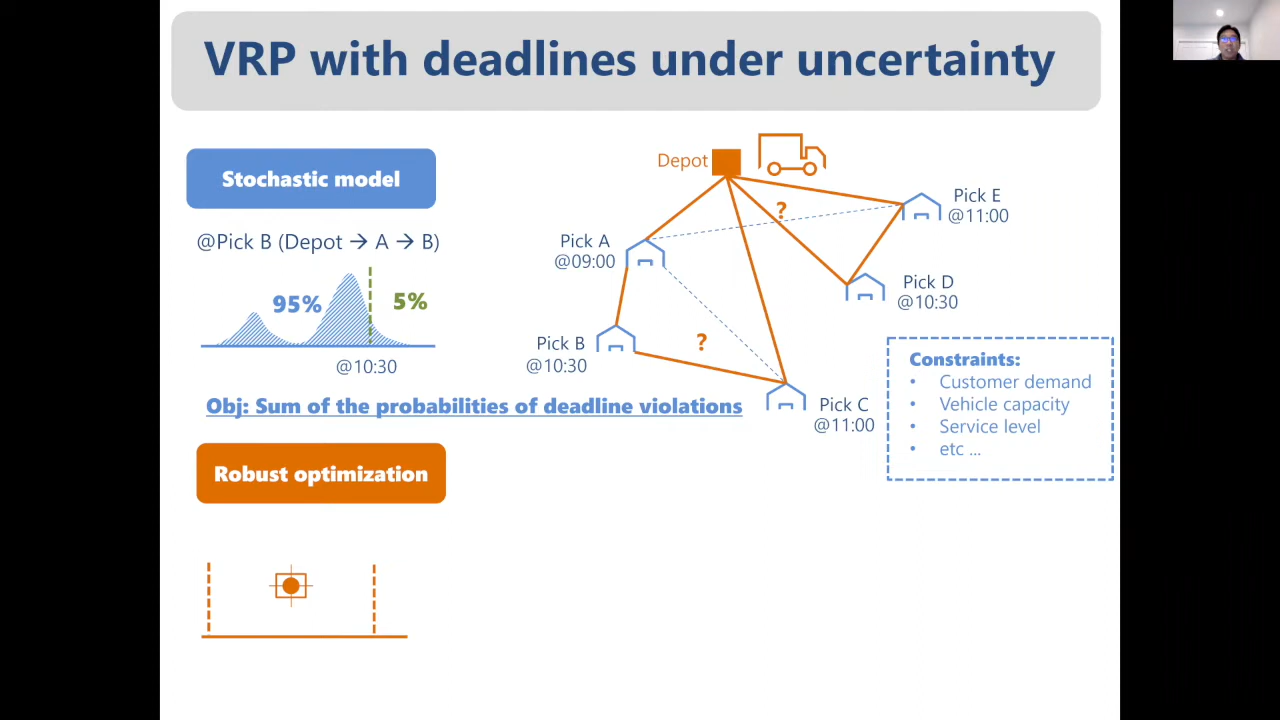 VRP with deadlines under uncertainty
Stochastic model
@Pick B (Depot → A → B)
95%
5%
@10:30
Obj: Sum of the probabilities of deadline violations
Robust optimization
Depot
?
Pick E
@11:00
Pick A
@09:00
Pick D
@10:30
Pick B
@10:30
?
Pick C
@11:00
Constraints:
• Customer demand
• Vehicle capacity
• Service level
• etc ...